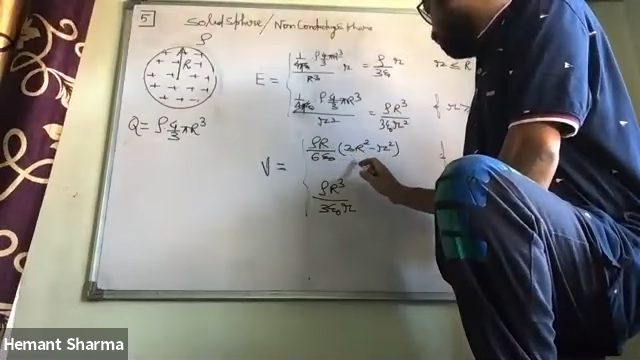 5 Solid Sphere / Non Conducting Sphere
ρ
R
Q = ρ 4/3 πR³
E = { 1/4πε₀ ρ 4/3 πR³ / R³ r = ρ/3ε₀ r r ≤ R
1/4πε₀ ρ 4/3 πR³ / r² = ρR³/3ε₀r² f r >
V = { ρR/6ε₀ (3R² - r²) f
ρR³/3ε₀r
Hemant Sharma